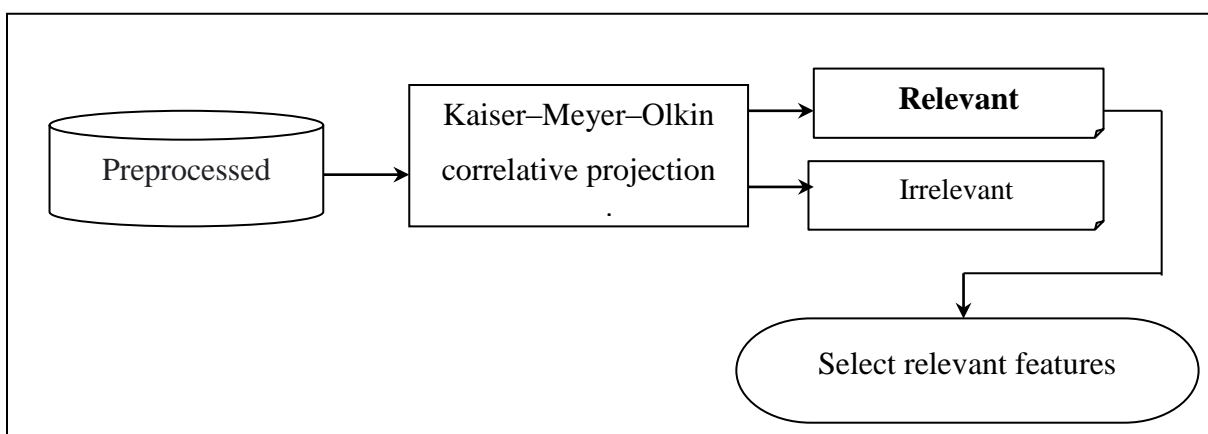 Preprocessed
Kaiser–Meyer–Olkin
correlative projection
.
Relevant
Irrelevant
Select relevant features